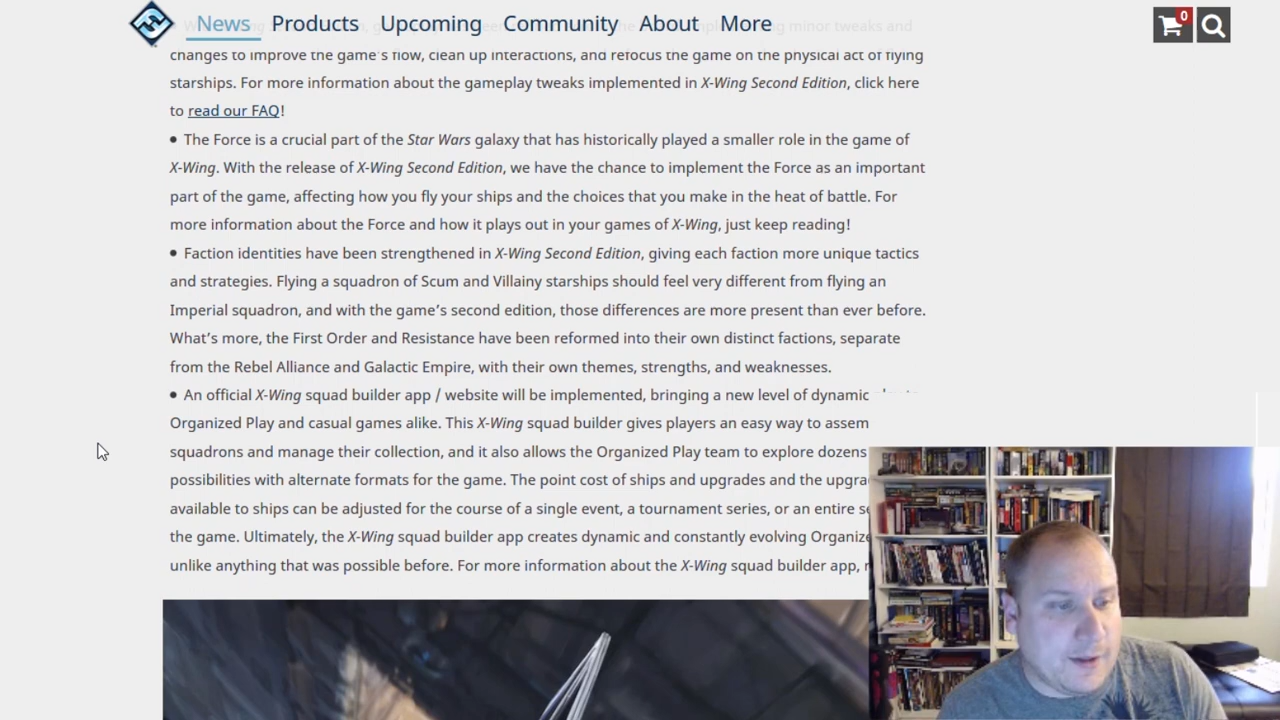 News Products Upcoming Community About More 0
minor tweaks and
changes to improve the game's flow, clean up interactions, and refocus the game on the physical act of flying
starships. For more information about the gameplay tweaks implemented in X-Wing Second Edition, click here
to read our FAQ!
• The Force is a crucial part of the Star Wars galaxy that has historically played a smaller role in the game of
X-Wing. With the release of X-Wing Second Edition, we have the chance to implement the Force as an important
part of the game, affecting how you fly your ships and the choices that you make in the heat of battle. For
more information about the Force and how it plays out in your games of X-Wing, just keep reading!
• Faction identities have been strengthened in X-Wing Second Edition, giving each faction more unique tactics
and strategies. Flying a squadron of Scum and Villainy starships should feel very different from flying an
Imperial squadron, and with the game's second edition, those differences are more present than ever before.
What's more, the First Order and Resistance have been reformed into their own distinct factions, separate
from the Rebel Alliance and Galactic Empire, with their own themes, strengths, and weaknesses.
• An official X-Wing squad builder app / website will be implemented, bringing a new level of dynamic
Organized Play and casual games alike. This X-Wing squad builder gives players an easy way to assem
squadrons and manage their collection, and it also allows the Organized Play team to explore dozens
possibilities with alternate formats for the game. The point cost of ships and upgrades and the upgra
available to ships can be adjusted for the course of a single event, a tournament series, or an entire se
the game. Ultimately, the X-Wing squad builder app creates dynamic and constantly evolving Organize
unlike anything that was possible before. For more information about the X-Wing squad builder app,